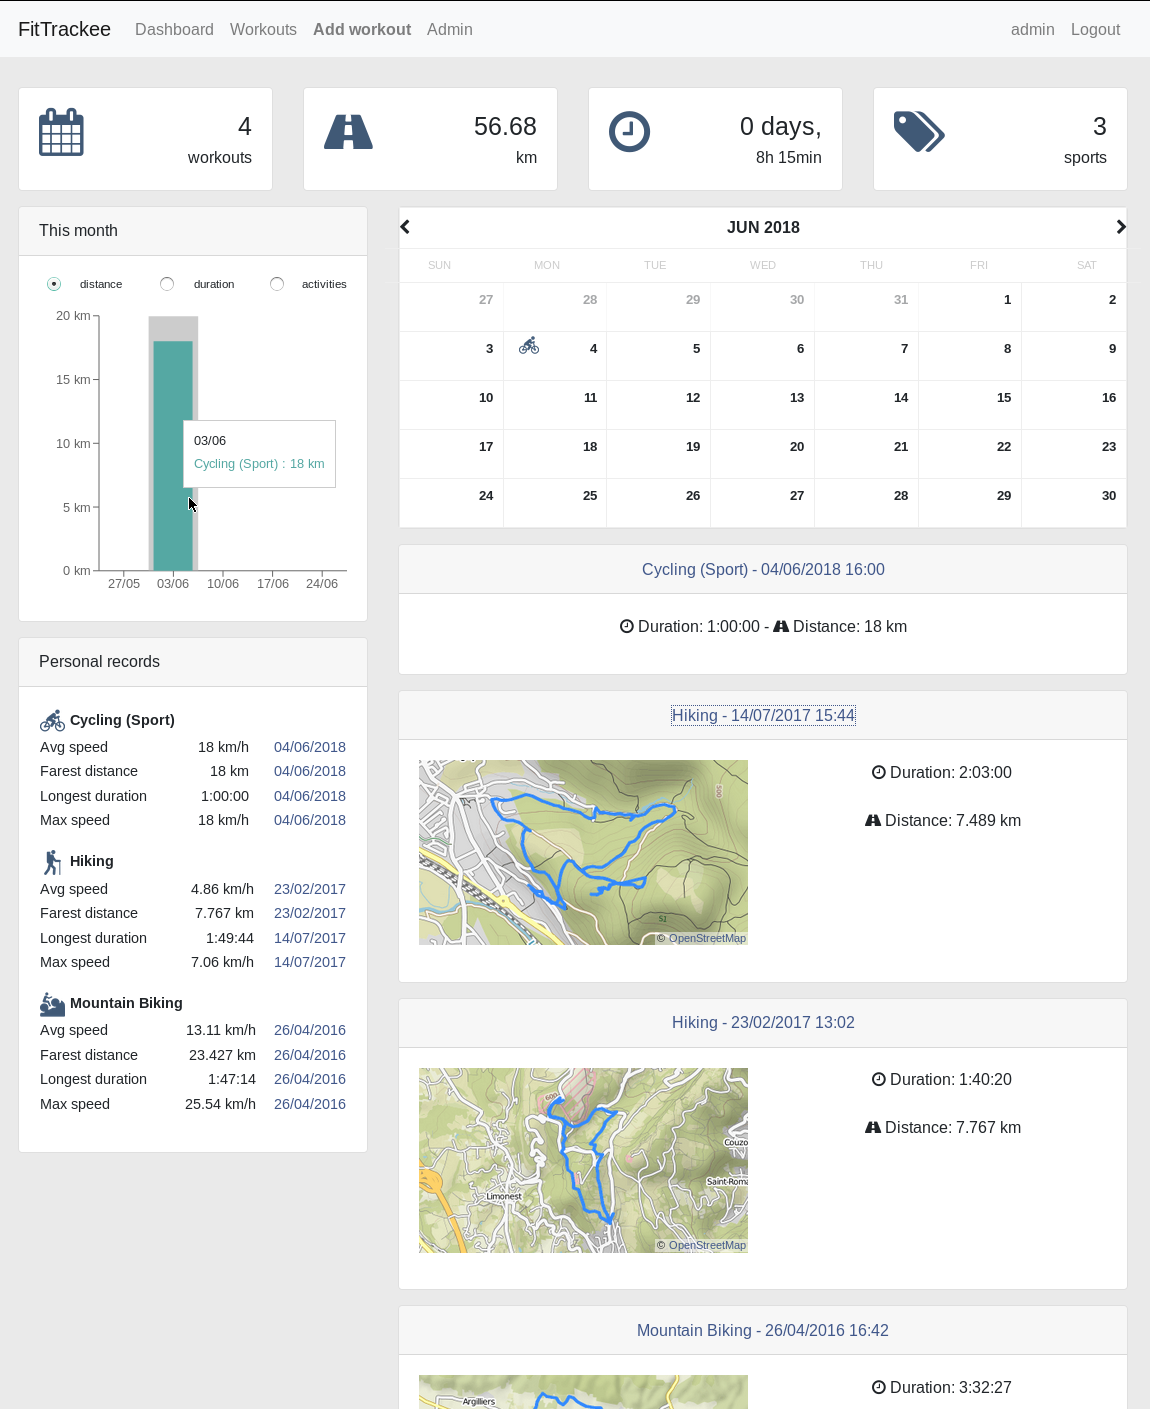 FitTrackee Dashboard Workouts Add workout Admin admin Logout
4
workouts
56.68
km
0 days,
8h 15min
3
sports
This month
distance duration activities
20 km
15 km
10 km
5 km
0 km
03/06
Cycling (Sport) : 18 km
27/05 03/06 10/06 17/06 24/06
Personal records
Cycling (Sport)
Avg speed 18 km/h 04/06/2018
Farest distance 18 km 04/06/2018
Longest duration 1:00:00 04/06/2018
Max speed 18 km/h 04/06/2018
Hiking
Avg speed 4.86 km/h 23/02/2017
Farest distance 7.767 km 23/02/2017
Longest duration 1:49:44 14/07/2017
Max speed 7.06 km/h 14/07/2017
Mountain Biking
Avg speed 13.11 km/h 26/04/2016
Farest distance 23.427 km 26/04/2016
Longest duration 1:47:14 26/04/2016
Max speed 25.54 km/h 26/04/2016
JUN 2018
SUN MON TUE WED THU FRI SAT
27 28 29 30 31 1 2
3 4 5 6 7 8 9
10 11 12 13 14 15 16
17 18 19 20 21 22 23
24 25 26 27 28 29 30
Cycling (Sport) - 04/06/2018 16:00
Duration: 1:00:00 - Distance: 18 km
Hiking - 14/07/2017 15:44
500
51
© OpenStreetMap
Duration: 2:03:00
Distance: 7.489 km
Hiking - 23/02/2017 13:02
600
Couzo
Saint-Roma
Limonest
© OpenStreetMap
Duration: 1:40:20
Distance: 7.767 km
Mountain Biking - 26/04/2016 16:42
Argilliers
Duration: 3:32:27